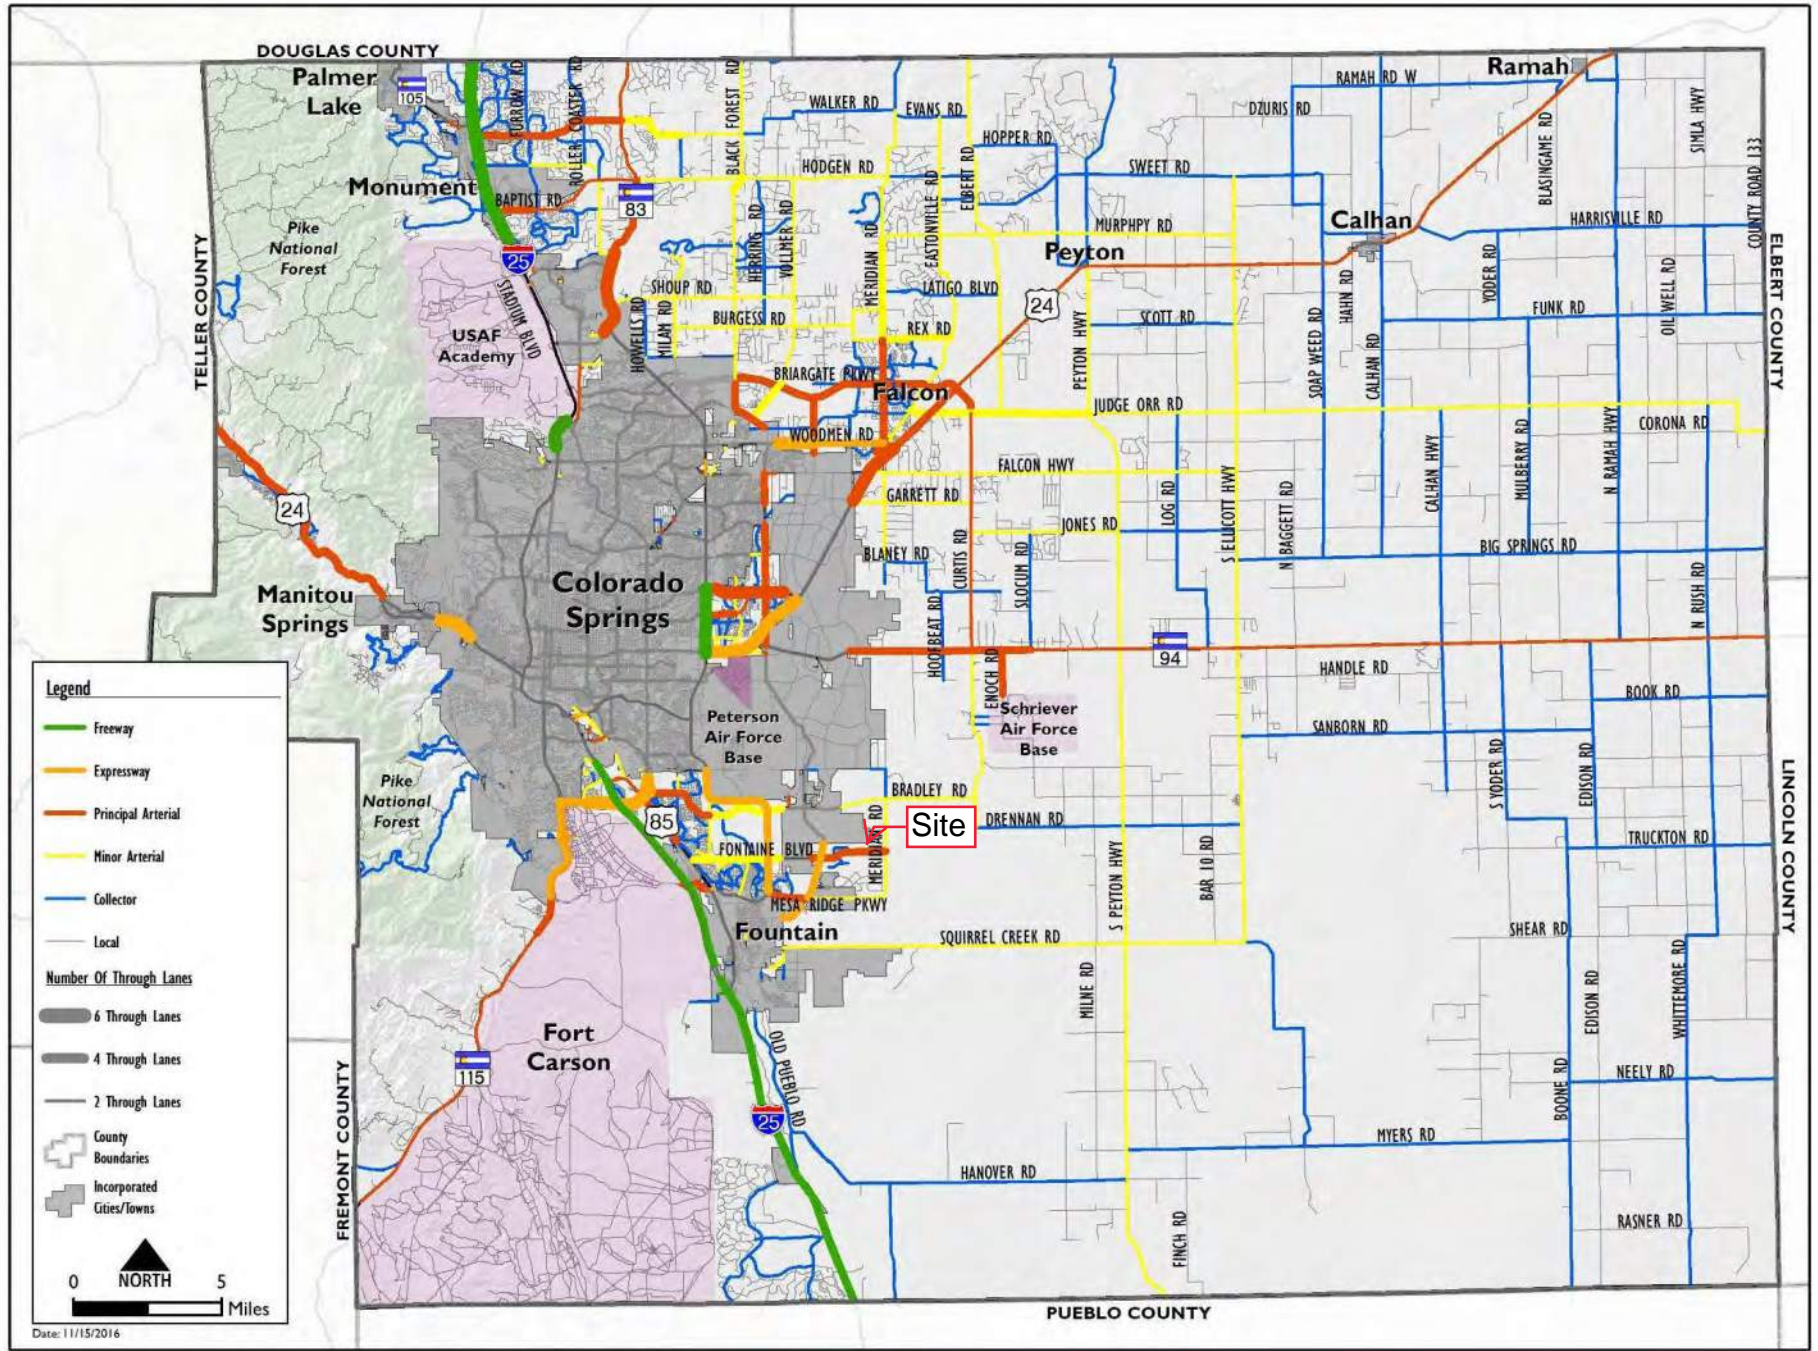 DOUGLAS COUNTY
Palmer
Lake
105
FURROW RD
ROLLER COASTER RD
BLACK FOREST RD
WALKER RD
EVANS RD
HOPPER RD
DZURIS RD
RAMAH RD W
Ramah
SIMLA HWY
BLASINGAME RD
COUNTY ROAD 133
HODGEN RD
ELBERT RD
SWEET RD
Monument
BAPTIST RD
83
HERRING RD
VOLLMER RD
MERIDIAN RD
EASTONVILLE RD
MURPHPY RD
Peyton
Calhan
HARRISVILLE RD
Pike
National
Forest
TELLER COUNTY
25
STADIUM BLVD
SHOUP RD
LATIGO BLVD
24
HAHN RD
YODER RD
OIL WELL RD
ELBERT COUNTY
USAF
Academy
HOWELLS RD
MILAM RD
BURGESS RD
REX RD
PEYTON HWY
SCOTT RD
SOAP WEED RD
CALHAN RD
FUNK RD
BRIARGATE PKWY
Falcon
JUDGE ORR RD
WOODMEN RD
CORONA RD
FALCON HWY
GARRETT RD
LOG RD
S ELLICOTT HWY
N BAGGETT RD
CALHAN HWY
MULBERRY RD
N RAMAH HWY
24
JONES RD
BLANEY RD
CURTIS RD
SLOCUM RD
BIG SPRINGS RD
Manitou
Springs
Colorado
Springs
HOOFBEAT RD
N RUSH RD
94
ENOCH RD
HANDLE RD
BOOK RD
Peterson
Air Force
Base
Schriever
Air Force
Base
SANBORN RD
S YODER RD
EDISON RD
LINCOLN COUNTY
Pike
National
Forest
BRADLEY RD
85
MERIDIAN RD
Site
DRENNAN RD
TRUCKTON RD
FONTAINE BLVD
S PEYTON HWY
BAR 10 RD
MESA RIDGE PKWY
Fountain
SQUIRREL CREEK RD
SHEAR RD
MILNE RD
EDISON RD
WHITTEMORE RD
Fort
Carson
115
OLD PUEBLO RD
25
BOONE RD
NEELY RD
MYERS RD
FREMONT COUNTY
HANOVER RD
FINCH RD
RASNER RD
PUEBLO COUNTY
Legend
Freeway
Expressway
Principal Arterial
Minor Arterial
Collector
Local
Number Of Through Lanes
6 Through Lanes
4 Through Lanes
2 Through Lanes
County
Boundaries
Incorporated
Cities/Towns
NORTH
0 5
Miles
Date: 11/15/2016